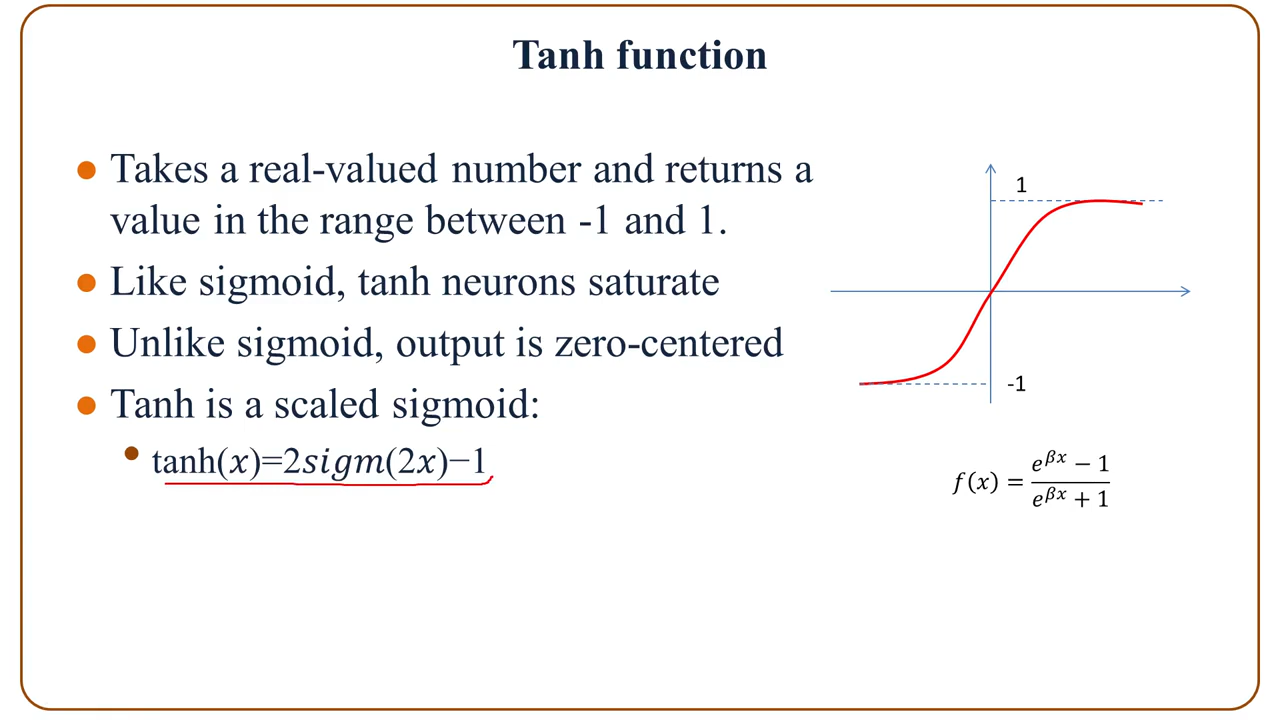 Tanh function
● Takes a real-valued number and returns a
value in the range between -1 and 1.
● Like sigmoid, tanh neurons saturate
● Unlike sigmoid, output is zero-centered
● Tanh is a scaled sigmoid:
• tanh(𝑥)=2𝑠𝑖𝑔𝑚(2𝑥)−1
1
-1
𝑓(𝑥) = (𝑒^{𝛽𝑥} − 1)/(𝑒^{𝛽𝑥} + 1)